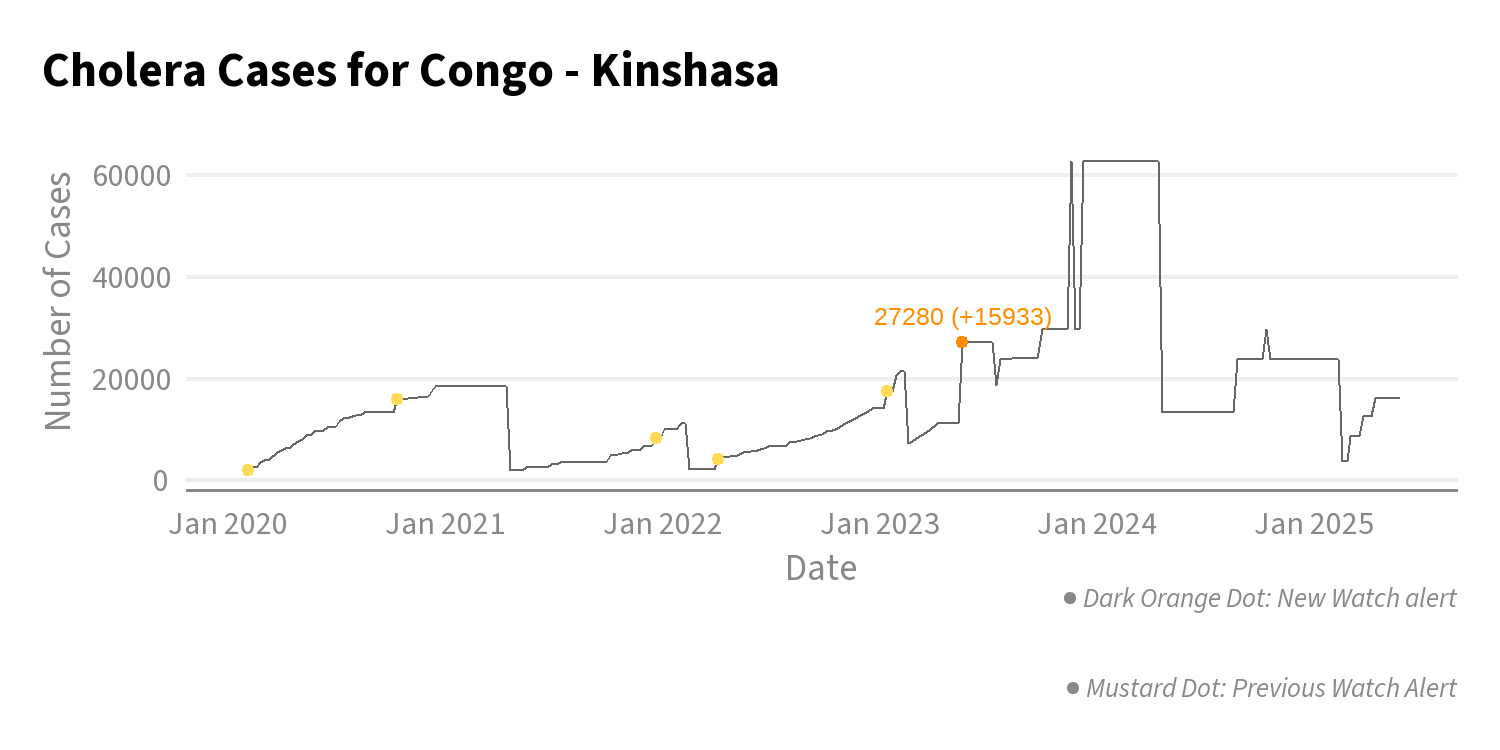 Cholera Cases for Congo - Kinshasa
Number of Cases
60000
40000
20000
0
27280 (+15933)
Jan 2020
Jan 2021
Jan 2022
Jan 2023
Jan 2024
Jan 2025
Date
Dark Orange Dot: New Watch alert
Mustard Dot: Previous Watch Alert